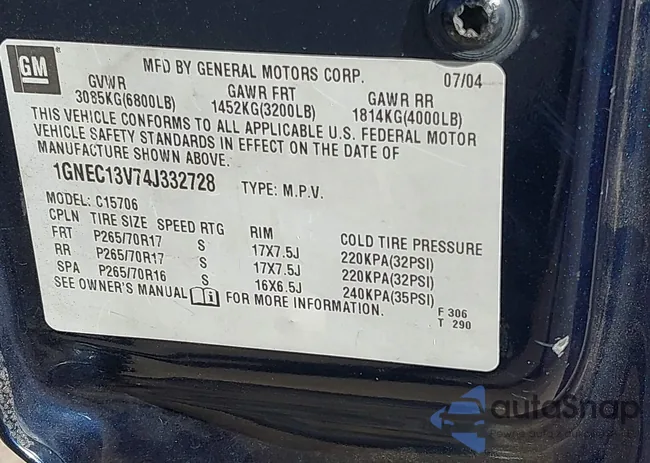 GM
MFD BY GENERAL MOTORS CORP. 07/04
GVWR GAWR FRT GAWR RR
3085KG(6800LB) 1452KG(3200LB) 1814KG(4000LB)
THIS VEHICLE CONFORMS TO ALL APPLICABLE U.S. FEDERAL MOTOR
VEHICLE SAFETY STANDARDS IN EFFECT ON THE DATE OF
MANUFACTURE SHOWN ABOVE.
1GNEC13V74J332728 TYPE: M.P.V.
MODEL: C15706
CPLN TIRE SIZE SPEED RTG RIM COLD TIRE PRESSURE
FRT P265/70R17 S 17X7.5J 220KPA(32PSI)
RR P265/70R17 S 17X7.5J 220KPA(32PSI)
SPA P265/70R16 S 16X6.5J 240KPA(35PSI)
SEE OWNER'S MANUAL FOR MORE INFORMATION.
F 306
T 290
autoSnap